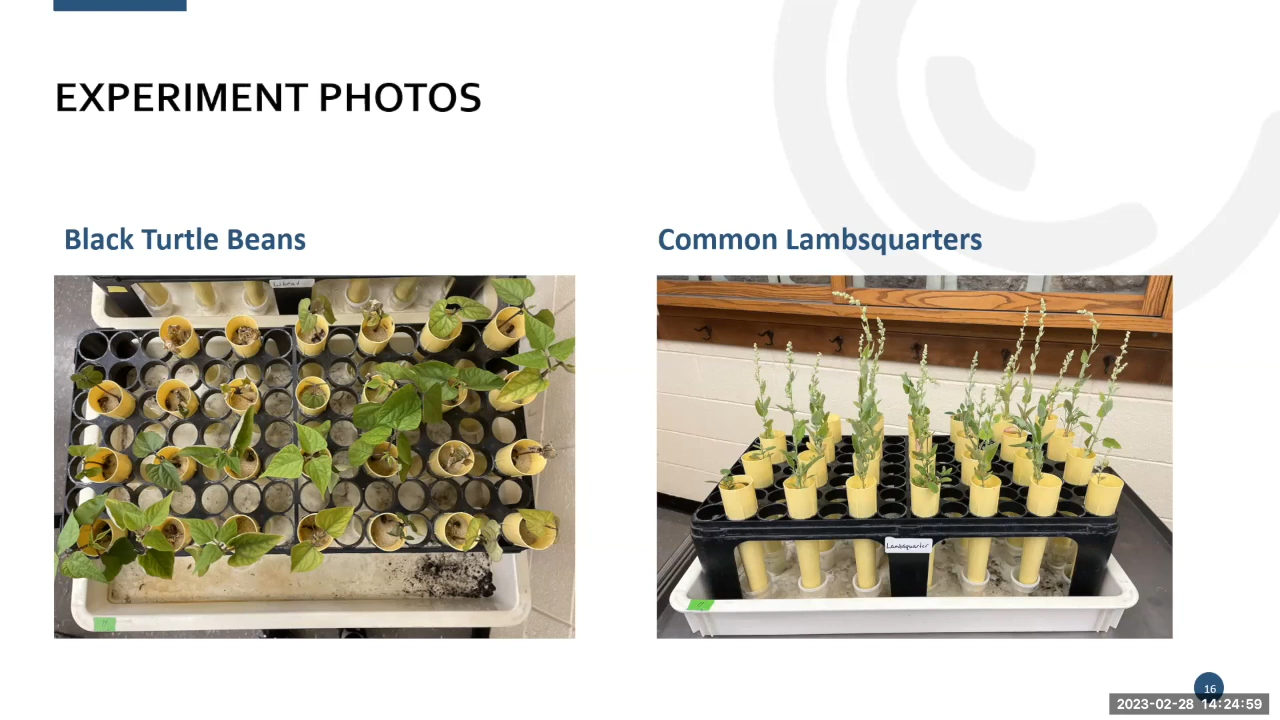 EXPERIMENT PHOTOS
Black Turtle Beans
Common Lambsquarters
Lambsquarter
16
2023-02-28 14:24:59